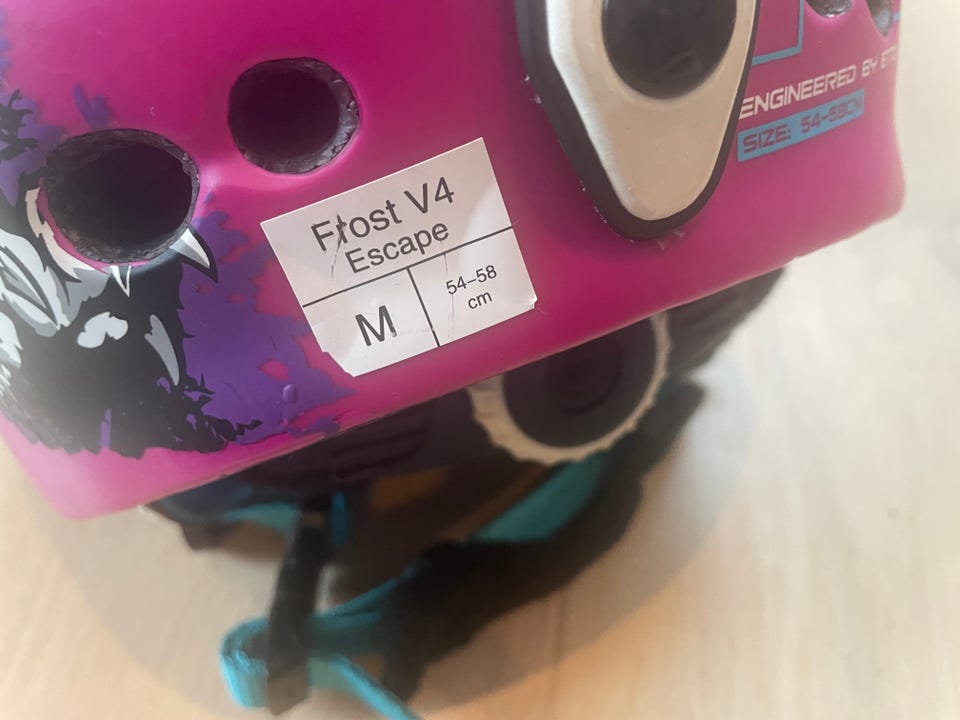 Frost V4
Escape
M
54–58
cm
ENGINEERED BY
SIZE: 54-58CM